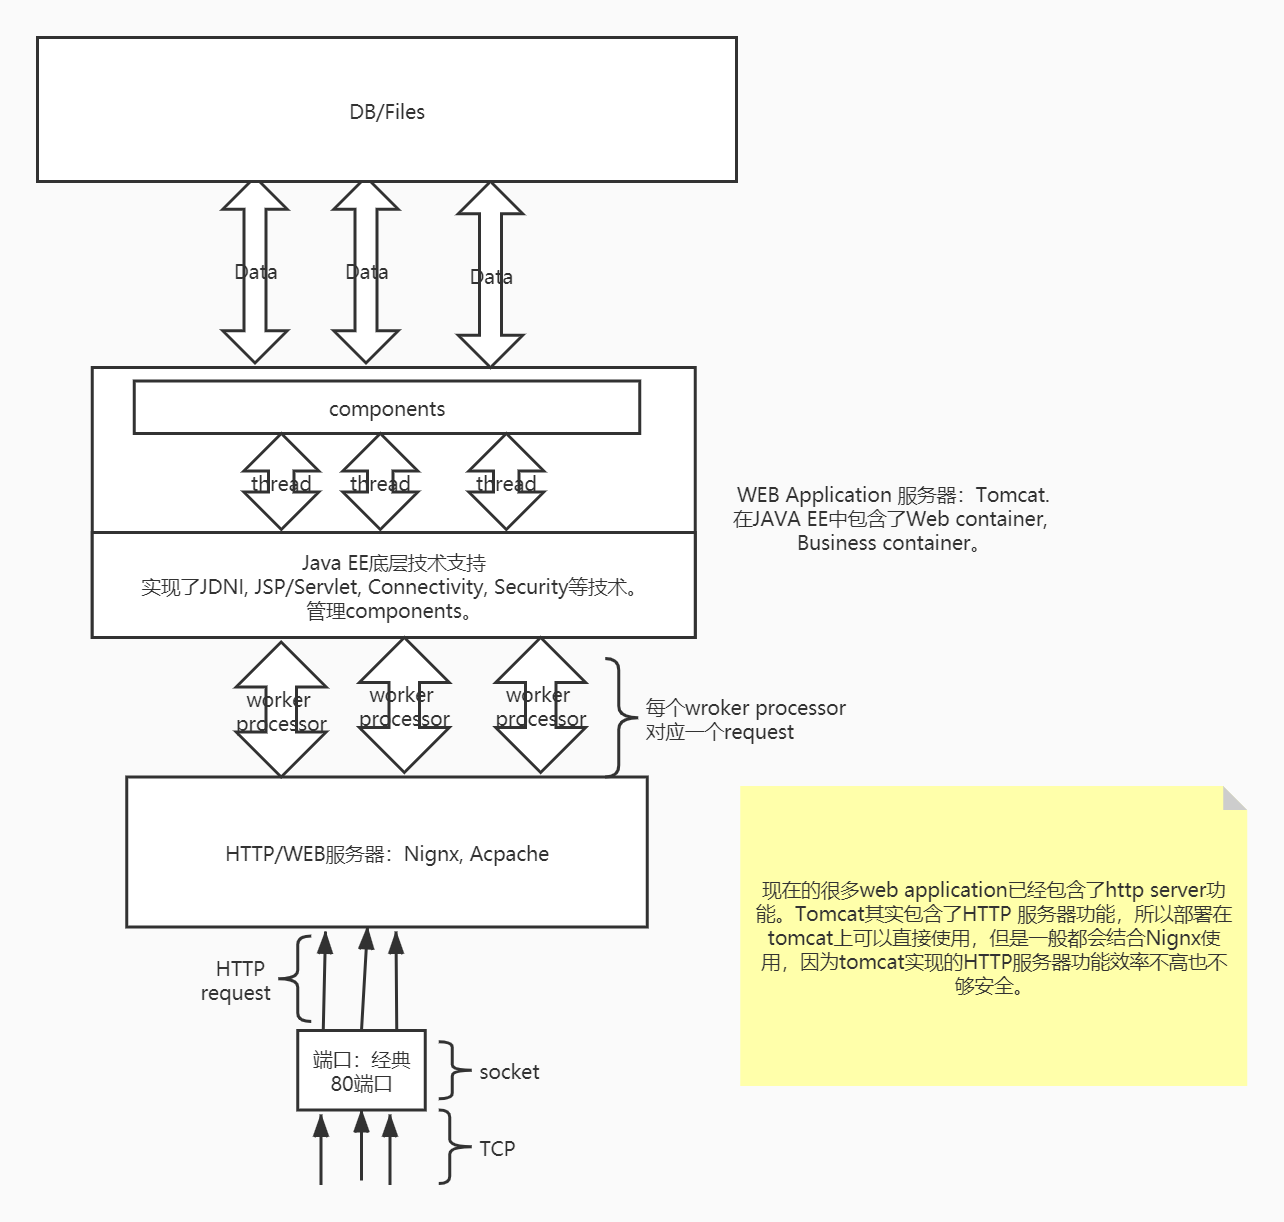 DB/Files
Data
Data
Data
components
thread
thread
thread
WEB Application 服务器：Tomcat.
在JAVA EE中包含了Web container,
Business container。
Java EE底层技术支持
实现了JDNI, JSP/Servlet, Connectivity, Security等技术。
管理components。
worker
processor
worker
processor
worker
processor
每个wroker processor
对应一个request
HTTP/WEB服务器：Nignx, Acpache
现在的很多web application已经包含了http server功
能。Tomcat其实包含了HTTP 服务器功能，所以部署在
tomcat上可以直接使用，但是一般都会结合Nignx使
用，因为tomcat实现的HTTP服务器功能效率不高也不
够安全。
HTTP
request
端口：经典
80端口
socket
TCP